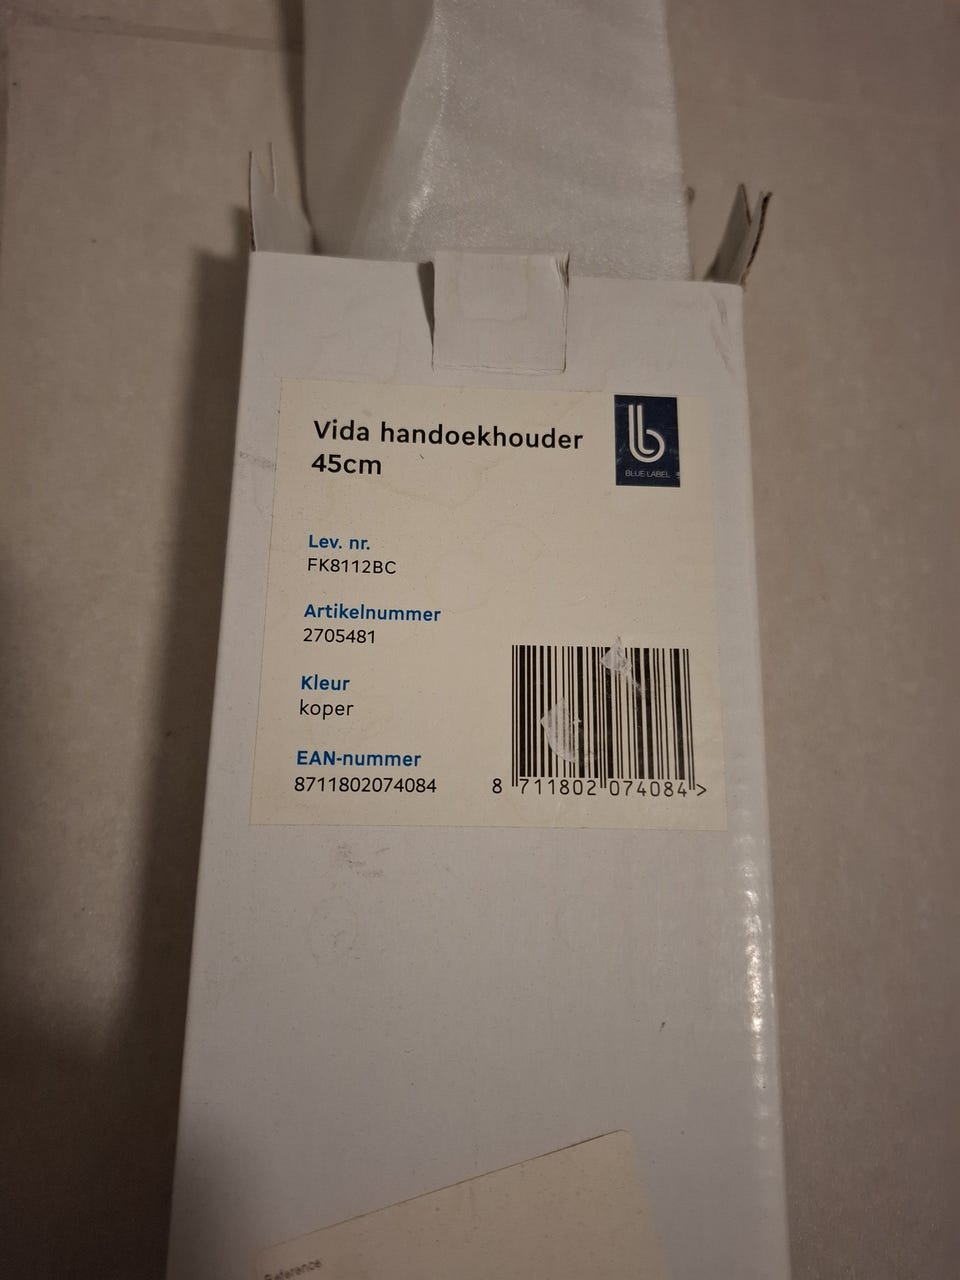 Vida handoekhouder
45cm
b
BLUE LABEL
Lev. nr.
FK8112BC
Artikelnummer
2705481
Kleur
koper
EAN-nummer
8711802074084
8 711802 074084 >
Reference